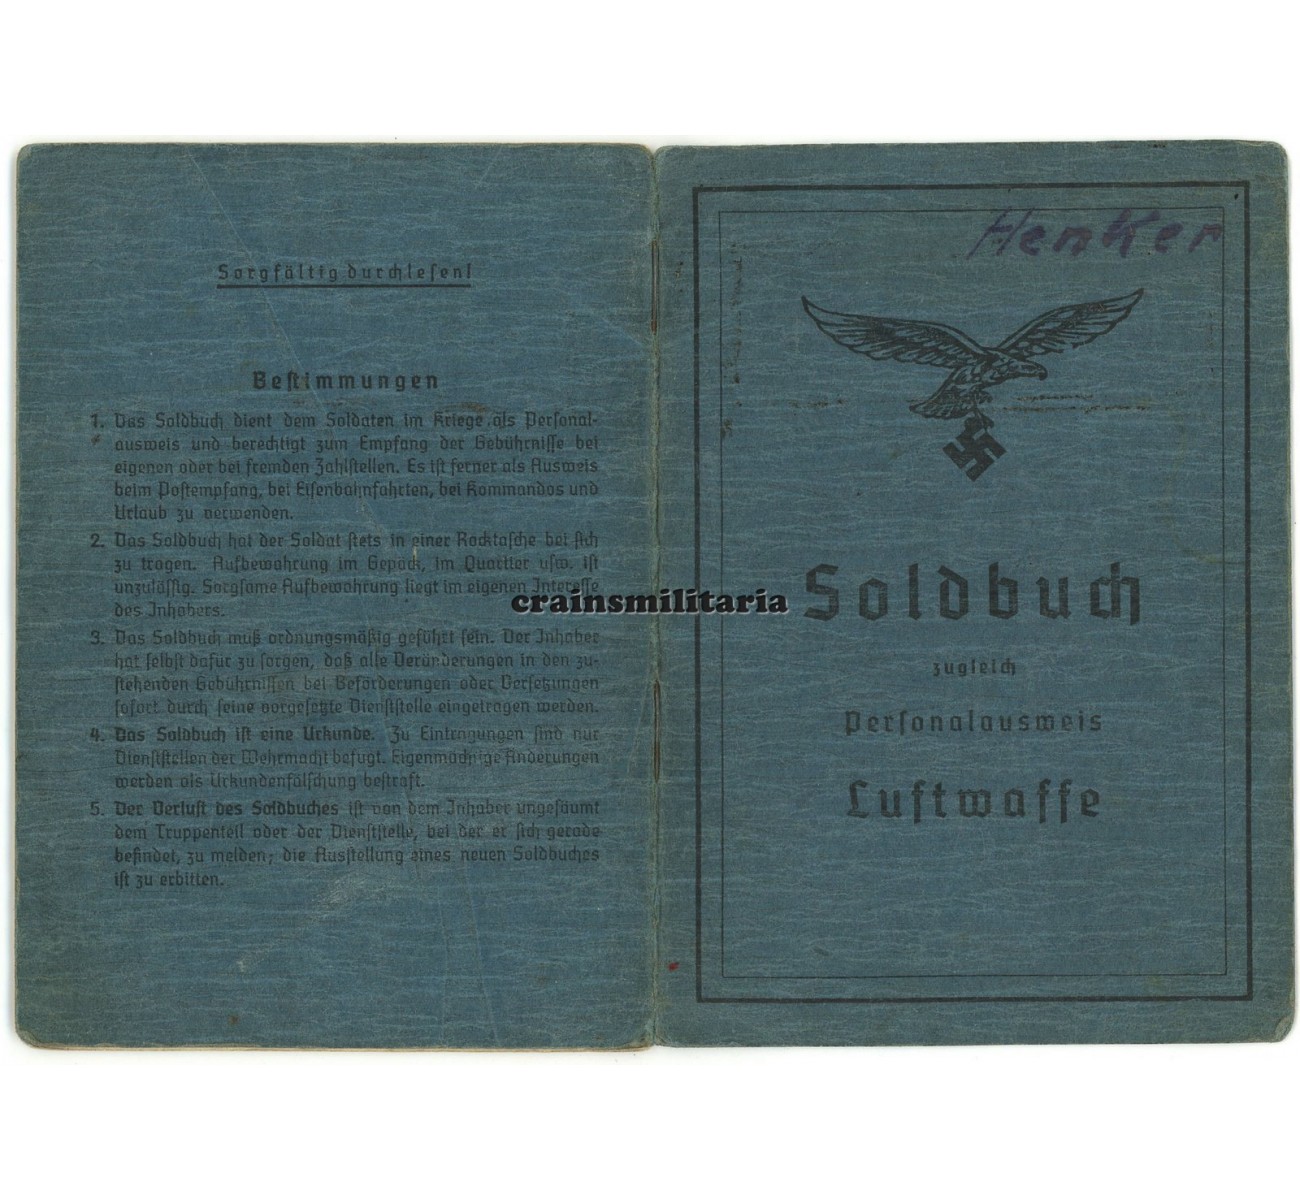 Sorgfältig durchlesen!
Bestimmungen
1. Das Soldbuch dient dem Soldaten im Kriege als Personal-
ausweis und berechtigt zum Empfang der Gebührnisse bei
eigenen oder bei fremden Zahlstellen. Es ist ferner als Ausweis
beim Postempfang, bei Eisenbahnfahrten, bei Kommandos und
Urlaub zu verwenden.
2. Das Soldbuch hat der Soldat stets in einer Rocktasche bei sich
zu tragen. Aufbewahrung im Gepäck, im Quartier usw. ist
unzulässig. Sorgsame Aufbewahrung liegt im eigenen Interesse
des Inhabers.
3. Das Soldbuch muß ordnungsmäßig geführt sein. Der Inhaber
hat selbst dafür zu sorgen, daß alle Veränderungen in den zu-
stehenden Gebührnissen bei Beförderungen oder Versetzungen
sofort durch seine vorgesetzte Dienststelle eingetragen werden.
4. Das Soldbuch ist eine Urkunde. Zu Eintragungen sind nur
Dienststellen der Wehrmacht befugt. Eigenmächtige Änderungen
werden als Urkundenfälschung bestraft.
5. Der Verlust des Soldbuches ist von dem Inhaber ungesäumt
dem Truppenteil oder der Dienststelle, bei der er sich gerade
befindet, zu melden; die Ausstellung eines neuen Soldbuches
ist zu erbitten.
crainsmilitaria
Henker
Soldbuch
zugleich
Personalausweis
Luftwaffe